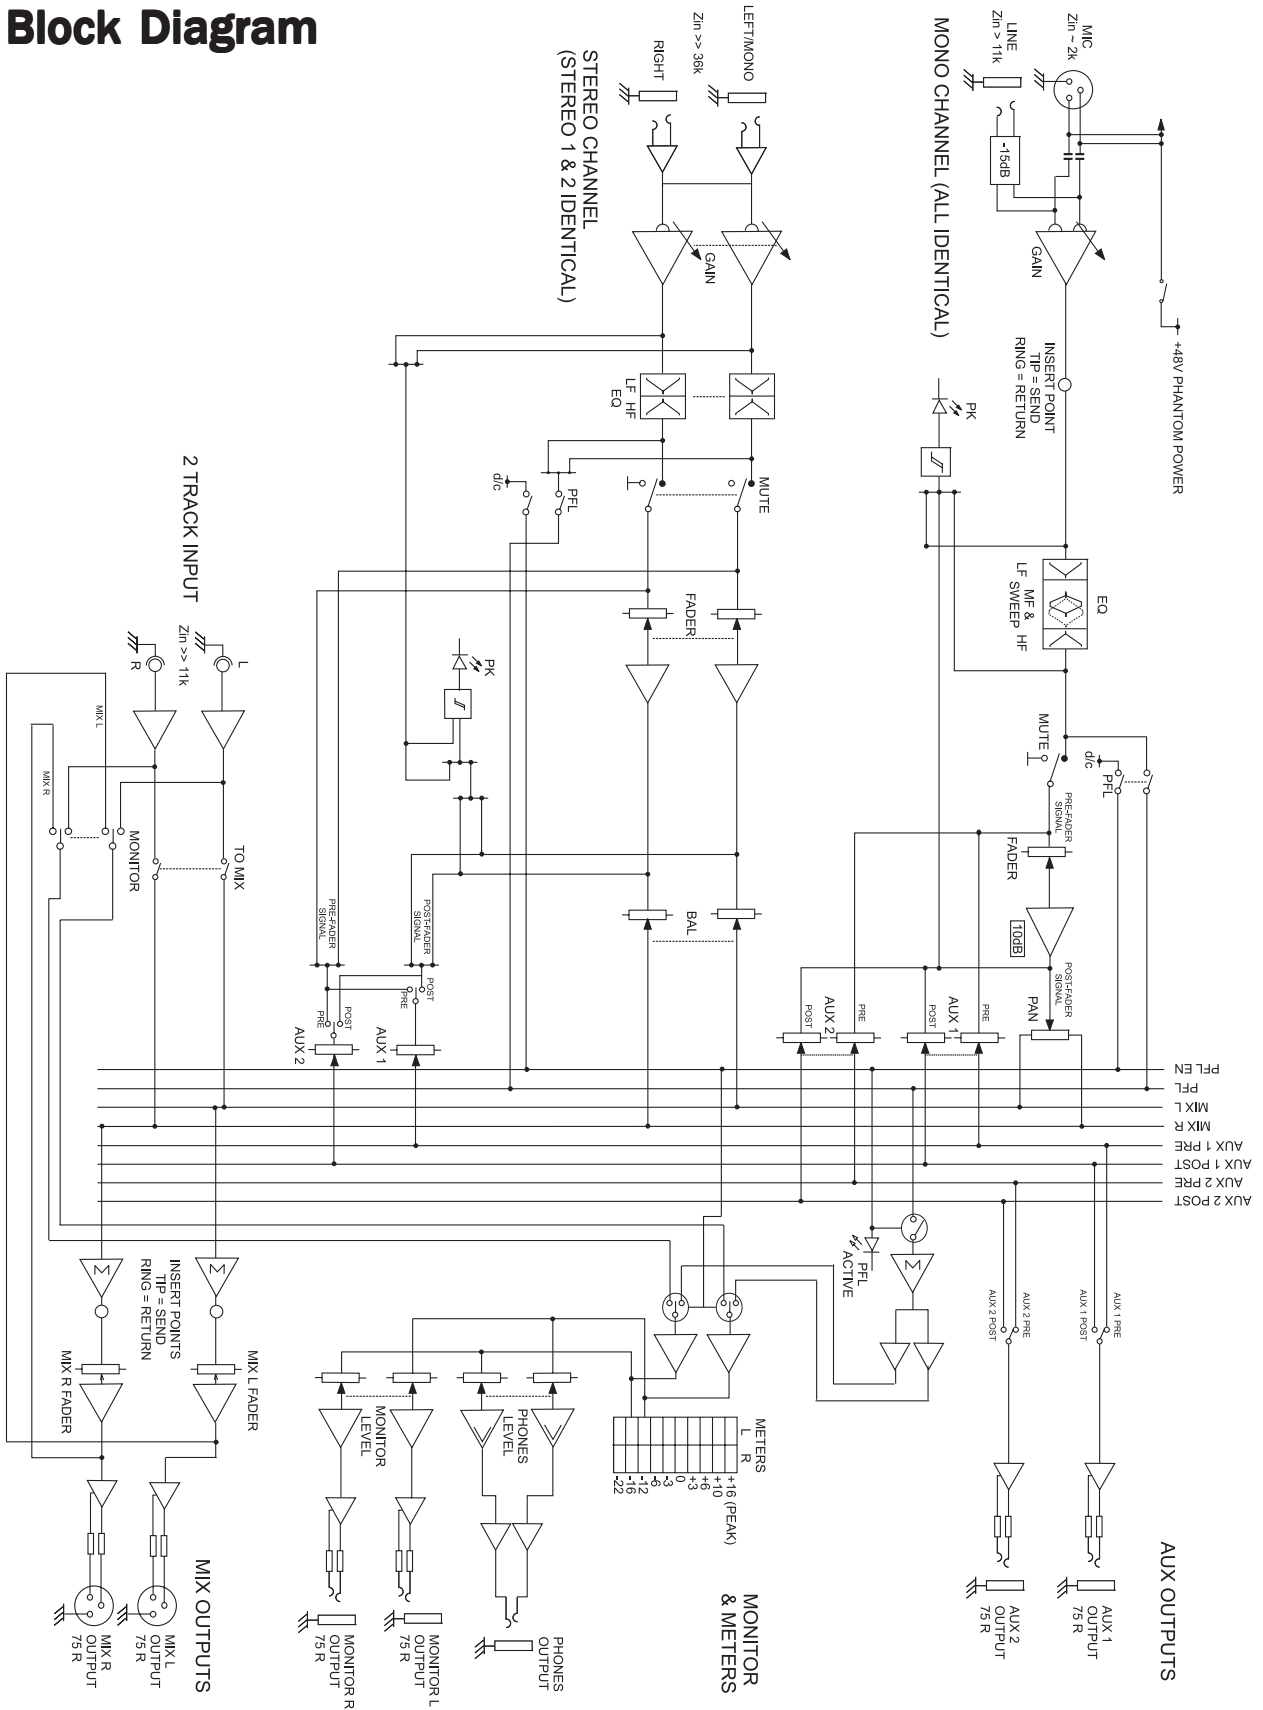 Block Diagram
MONO CHANNEL (ALL IDENTICAL)
MIC
Zin ~ 2k
LINE
Zin > 11k
-15dB
GAIN
+48V PHANTOM POWER
INSERT POINT
TIP = SEND
RING = RETURN
PK
EQ
LF MF & HF
SWEEP
MUTE
d/c
PFL
PRE-FADER
SIGNAL
FADER
10dB
POST-FADER
SIGNAL
PAN
PRE
AUX 1
POST
PRE
AUX 2
POST
STEREO CHANNEL
(STEREO 1 & 2 IDENTICAL)
LEFT/MONO
Zin >> 36k
RIGHT
GAIN
LF HF
EQ
MUTE
PFL
d/c
FADER
PK
BAL
POST-FADER
SIGNAL
PRE-FADER
SIGNAL
POST
PRE
AUX 1
POST
PRE
AUX 2
2 TRACK INPUT
L
Zin >> 11k
R
MIX L
MIX R
MONITOR
TO MIX
PFL EN
PFL
MIX L
MIX R
AUX 1 PRE
AUX 1 POST
AUX 2 PRE
AUX 2 POST
AUX 1 PRE
AUX 1 POST
AUX 2 PRE
AUX 2 POST
AUX OUTPUTS
AUX 1
OUTPUT
75 R
AUX 2
OUTPUT
75 R
PFL
ACTIVE
METERS
L R
+16 (PEAK)
+10
+6
+3
0
-3
-6
-12
-16
-22
MONITOR
& METERS
PHONES
LEVEL
MONITOR
LEVEL
PHONES
OUTPUT
MONITOR L
OUTPUT
75 R
MONITOR R
OUTPUT
75 R
INSERT POINTS
TIP = SEND
RING = RETURN
MIX L FADER
MIX R FADER
MIX OUTPUTS
MIX L
OUTPUT
75 R
MIX R
OUTPUT
75 R